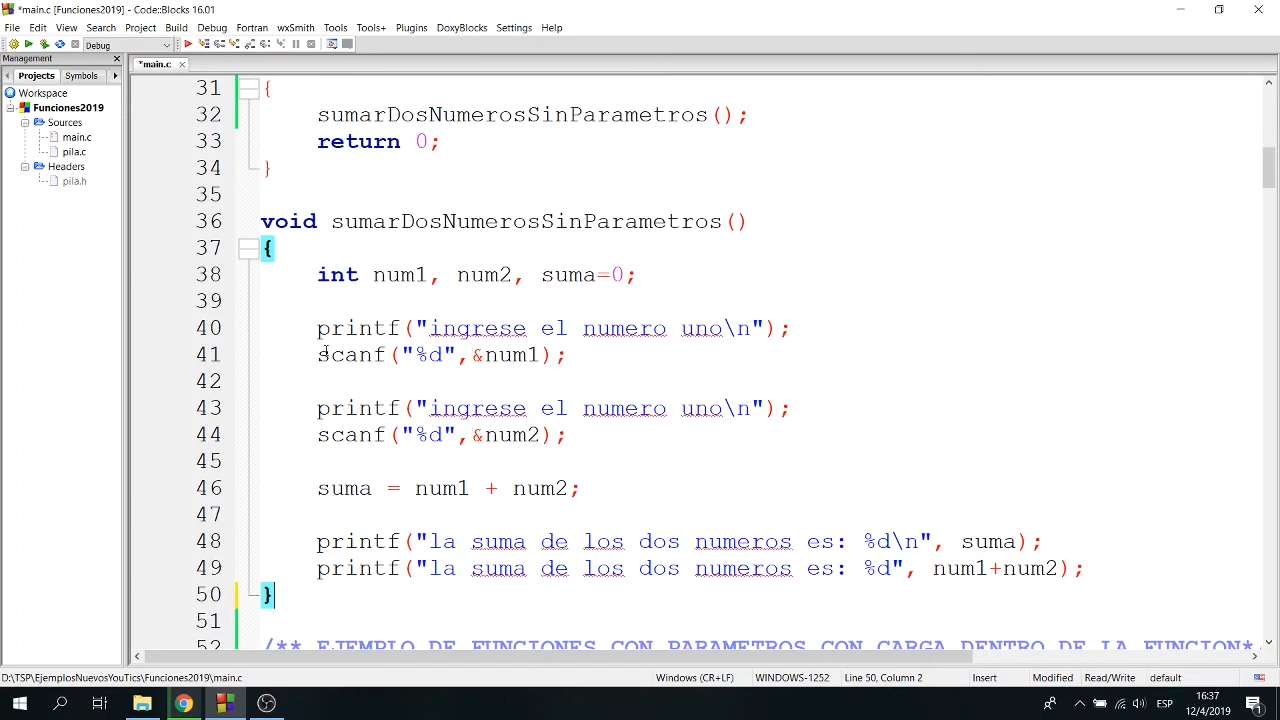 *main.c [Funciones2019] - Code::Blocks 16.01
File Edit View Search Project Build Debug Fortran wxSmith Tools Tools+ Plugins DoxyBlocks Settings Help
Debug
Management
*main.c
Projects Symbols
Workspace
Funciones2019
Sources
main.c
pila.c
Headers
pila.h
31 {
32 sumarDosNumerosSinParametros();
33 return 0;
34 }
35
36 void sumarDosNumerosSinParametros()
37 {
38 int num1, num2, suma=0;
39
40 printf("ingrese el numero uno\n");
41 scanf("%d",&num1);
42
43 printf("ingrese el numero uno\n");
44 scanf("%d",&num2);
45
46 suma = num1 + num2;
47
48 printf("la suma de los dos numeros es: %d\n", suma);
49 printf("la suma de los dos numeros es: %d", num1+num2);
50 }
51
52 /** EJEMPLO DE FUNCIONES CON PARAMETROS CON CARGA DENTRO DE LA FUNCION*
D:\TSP\EjemplosNuevosYouTics\Funciones2019\main.c Windows (CR+LF) WINDOWS-1252 Line 50, Column 2 Insert Modified Read/Write default
ESP
16:37
12/4/2019
1